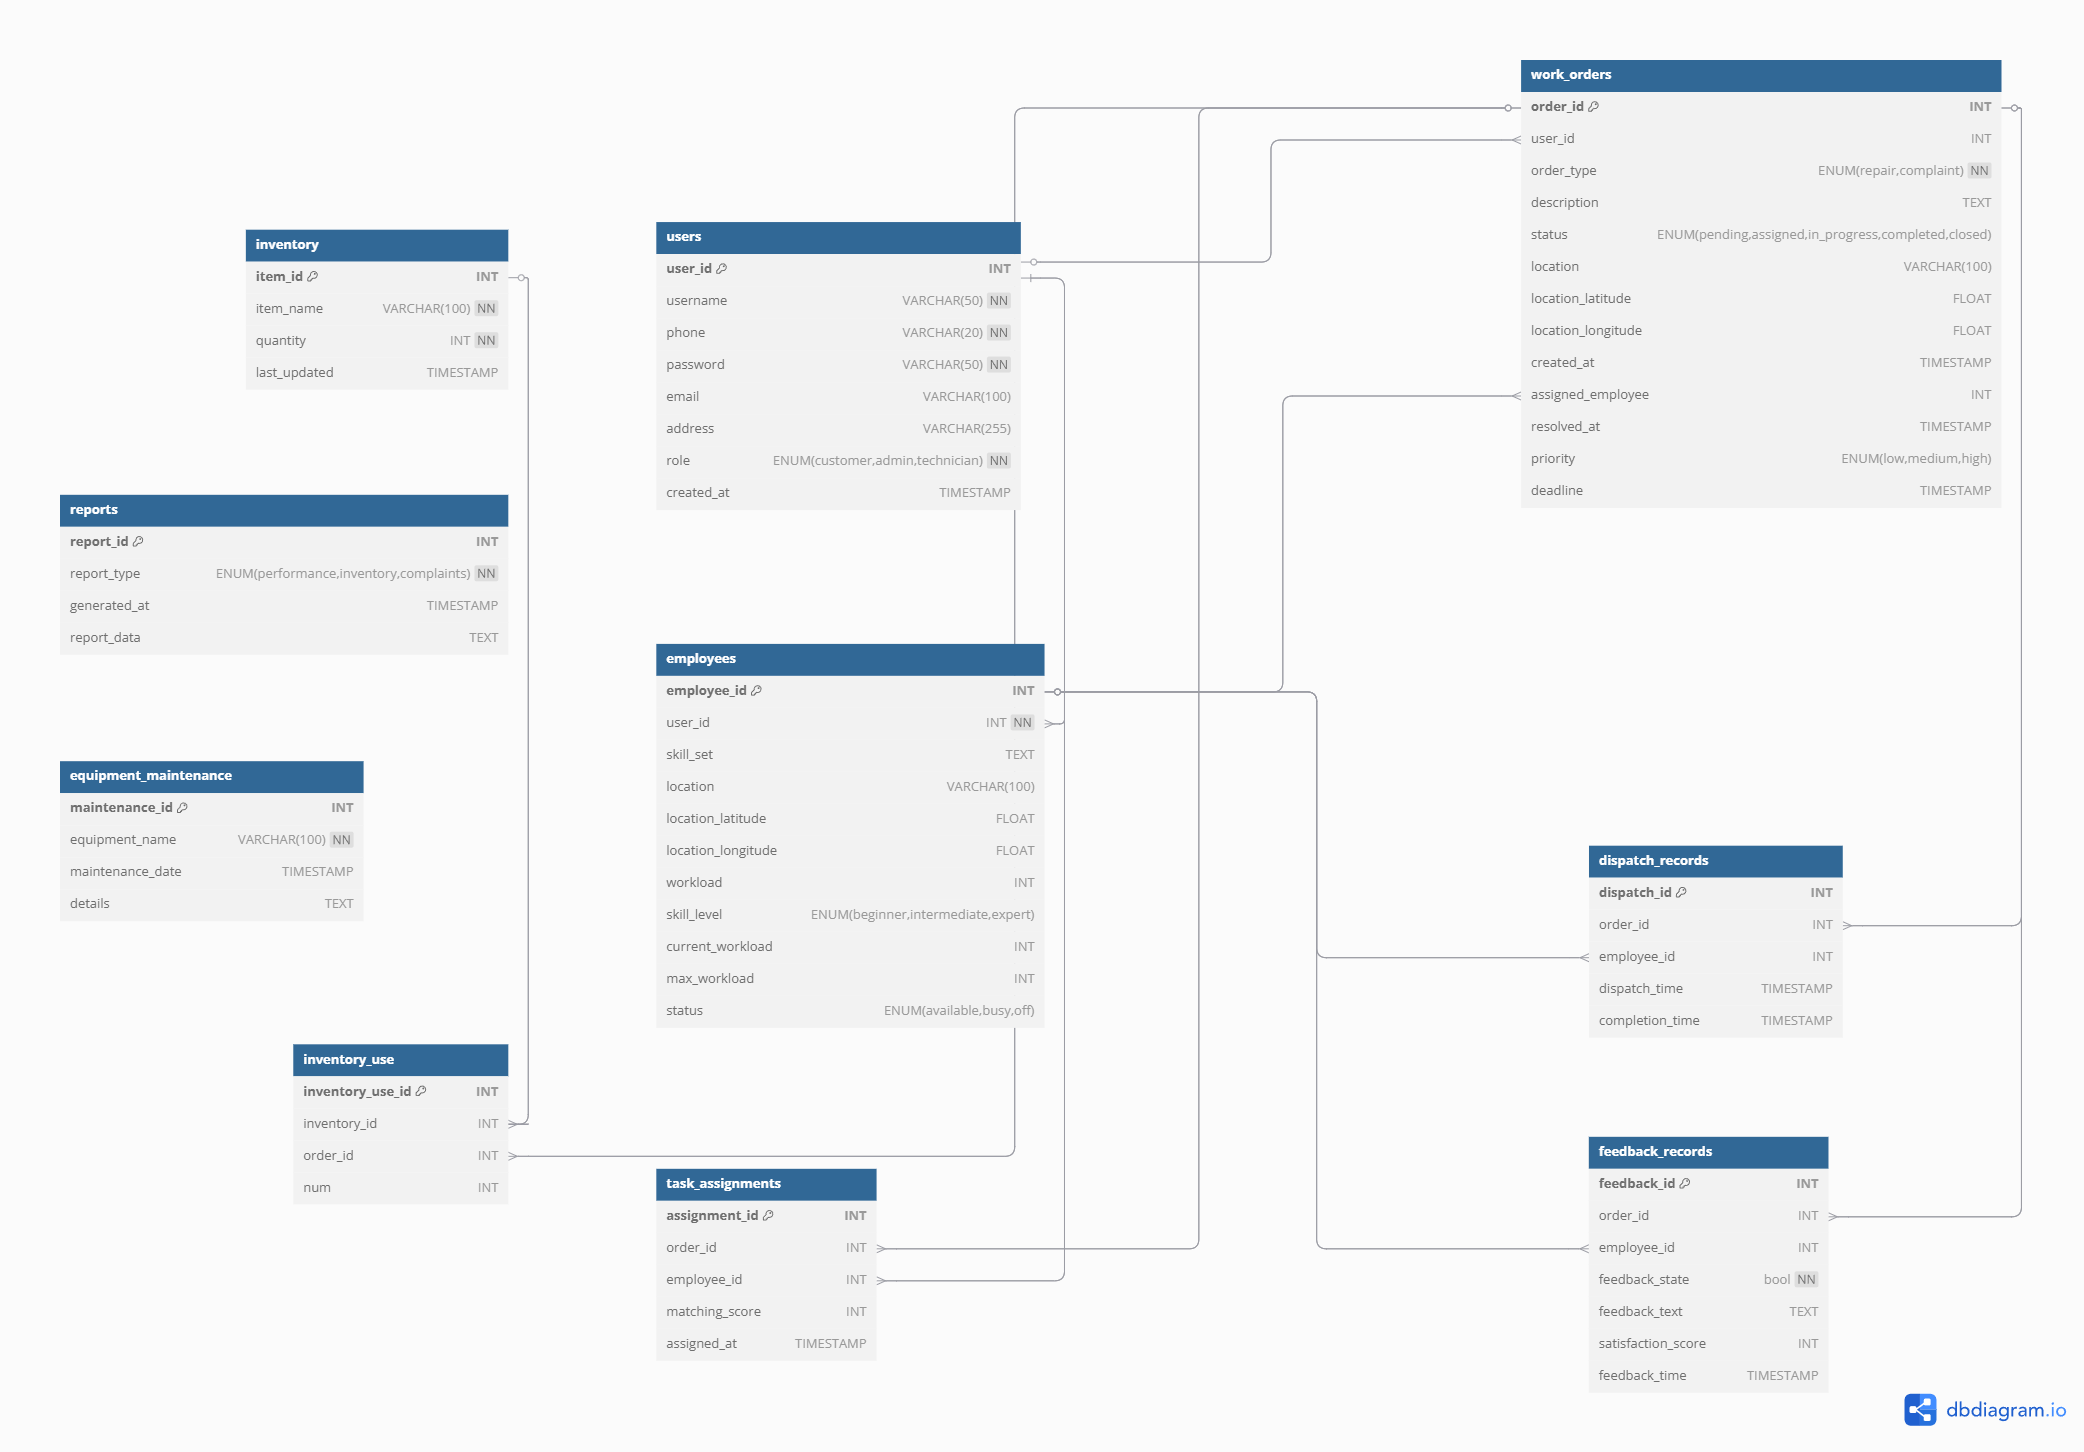 work_orders
order_id INT
user_id INT
order_type ENUM(repair,complaint) NN
description TEXT
status ENUM(pending,assigned,in_progress,completed,closed)
location VARCHAR(100)
location_latitude FLOAT
location_longitude FLOAT
created_at TIMESTAMP
assigned_employee INT
resolved_at TIMESTAMP
priority ENUM(low,medium,high)
deadline TIMESTAMP
inventory
item_id INT
item_name VARCHAR(100) NN
quantity INT NN
last_updated TIMESTAMP
users
user_id INT
username VARCHAR(50) NN
phone VARCHAR(20) NN
password VARCHAR(50) NN
email VARCHAR(100)
address VARCHAR(255)
role ENUM(customer,admin,technician) NN
created_at TIMESTAMP
reports
report_id INT
report_type ENUM(performance,inventory,complaints) NN
generated_at TIMESTAMP
report_data TEXT
employees
employee_id INT
user_id INT NN
skill_set TEXT
location VARCHAR(100)
location_latitude FLOAT
location_longitude FLOAT
workload INT
skill_level ENUM(beginner,intermediate,expert)
current_workload INT
max_workload INT
status ENUM(available,busy,off)
equipment_maintenance
maintenance_id INT
equipment_name VARCHAR(100) NN
maintenance_date TIMESTAMP
details TEXT
dispatch_records
dispatch_id INT
order_id INT
employee_id INT
dispatch_time TIMESTAMP
completion_time TIMESTAMP
inventory_use
inventory_use_id INT
inventory_id INT
order_id INT
num INT
task_assignments
assignment_id INT
order_id INT
employee_id INT
matching_score INT
assigned_at TIMESTAMP
feedback_records
feedback_id INT
order_id INT
employee_id INT
feedback_state bool NN
feedback_text TEXT
satisfaction_score INT
feedback_time TIMESTAMP
dbdiagram.io